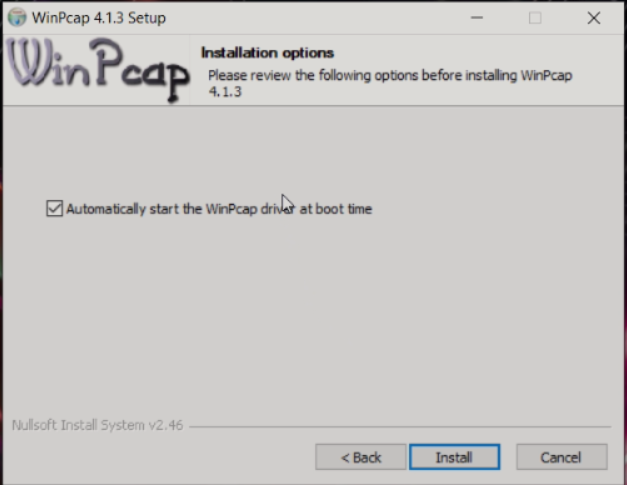 WinPcap 4.1.3 Setup
WinPcap
Installation options
Please review the following options before installing WinPcap
4.1.3
Automatically start the WinPcap driver at boot time
Nullsoft Install System v2.46
< Back
Install
Cancel